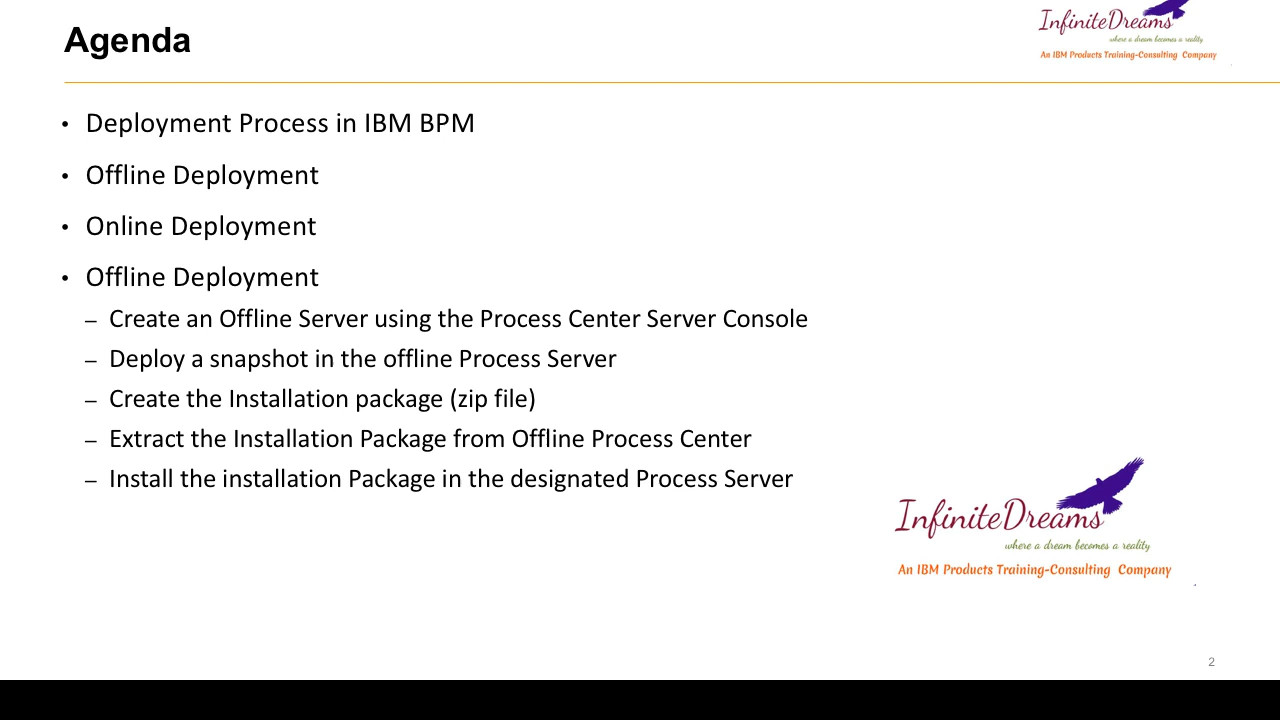 Agenda
InfiniteDreams
where a dream becomes a reality
An IBM Products Training-Consulting Company
• Deployment Process in IBM BPM
• Offline Deployment
• Online Deployment
• Offline Deployment
– Create an Offline Server using the Process Center Server Console
– Deploy a snapshot in the offline Process Server
– Create the Installation package (zip file)
– Extract the Installation Package from Offline Process Center
– Install the installation Package in the designated Process Server
InfiniteDreams
where a dream becomes a reality
An IBM Products Training-Consulting Company
2